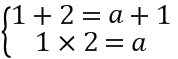 1 + 2 = a + 1
1 × 2 = a